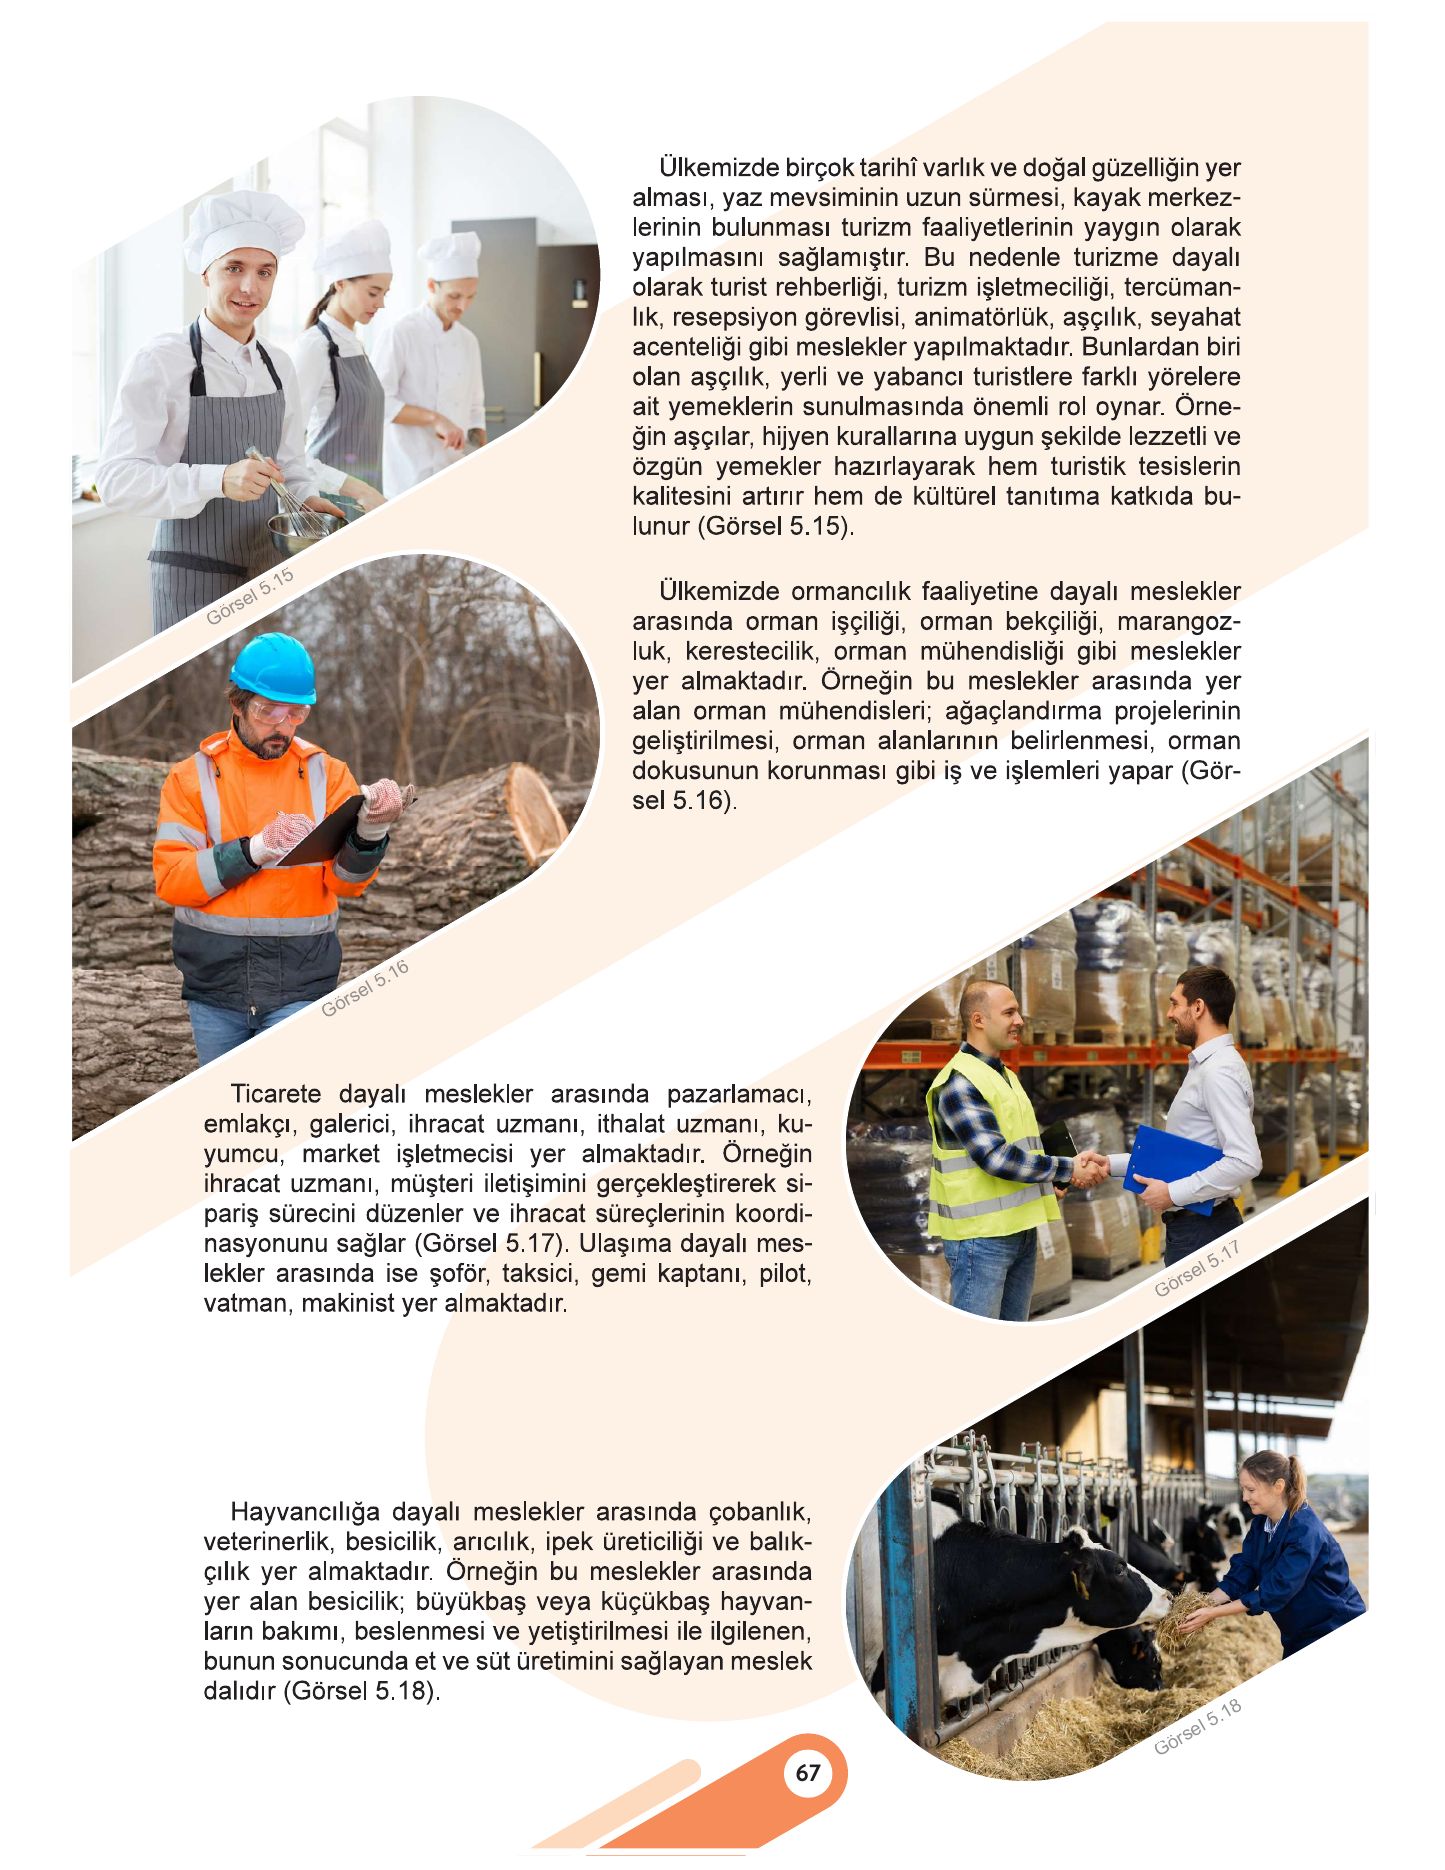 Ülkemizde birçok tarihî varlık ve doğal güzelliğin yer
alması, yaz mevsiminin uzun sürmesi, kayak merkez-
lerinin bulunması turizm faaliyetlerinin yaygın olarak
yapılmasını sağlamıştır. Bu nedenle turizme dayalı
olarak turist rehberliği, turizm işletmeciliği, tercüman-
lık, resepsiyon görevlisi, animatörlük, aşçılık, seyahat
acenteliği gibi meslekler yapılmaktadır. Bunlardan biri
olan aşçılık, yerli ve yabancı turistlere farklı yörelere
ait yemeklerin sunulmasında önemli rol oynar. Örne-
ğin aşçılar, hijyen kurallarına uygun şekilde lezzetli ve
özgün yemekler hazırlayarak hem turistik tesislerin
kalitesini artırır hem de kültürel tanıtıma katkıda bu-
lunur (Görsel 5.15).
Görsel 5.15
Ülkemizde ormancılık faaliyetine dayalı meslekler
arasında orman işçiliği, orman bekçiliği, marangoz-
luk, kerestecilik, orman mühendisliği gibi meslekler
yer almaktadır. Örneğin bu meslekler arasında yer
alan orman mühendisleri; ağaçlandırma projelerinin
geliştirilmesi, orman alanlarının belirlenmesi, orman
dokusunun korunması gibi iş ve işlemleri yapar (Gör-
sel 5.16).
Görsel 5.16
Ticarete dayalı meslekler arasında pazarlamacı,
emlakçı, galerici, ihracat uzmanı, ithalat uzmanı, ku-
yumcu, market işletmecisi yer almaktadır. Örneğin
ihracat uzmanı, müşteri iletişimini gerçekleştirerek si-
pariş sürecini düzenler ve ihracat süreçlerinin koordi-
nasyonunu sağlar (Görsel 5.17). Ulaşıma dayalı mes-
lekler arasında ise şoför, taksici, gemi kaptanı, pilot,
vatman, makinist yer almaktadır.
Görsel 5.17
Hayvancılığa dayalı meslekler arasında çobanlık,
veterinerlik, besicilik, arıcılık, ipek üreticiliği ve balık-
çılık yer almaktadır. Örneğin bu meslekler arasında
yer alan besicilik; büyükbaş veya küçükbaş hayvan-
ların bakımı, beslenmesi ve yetiştirilmesi ile ilgilenen,
bunun sonucunda et ve süt üretimini sağlayan meslek
dalıdır (Görsel 5.18).
Görsel 5.18
67